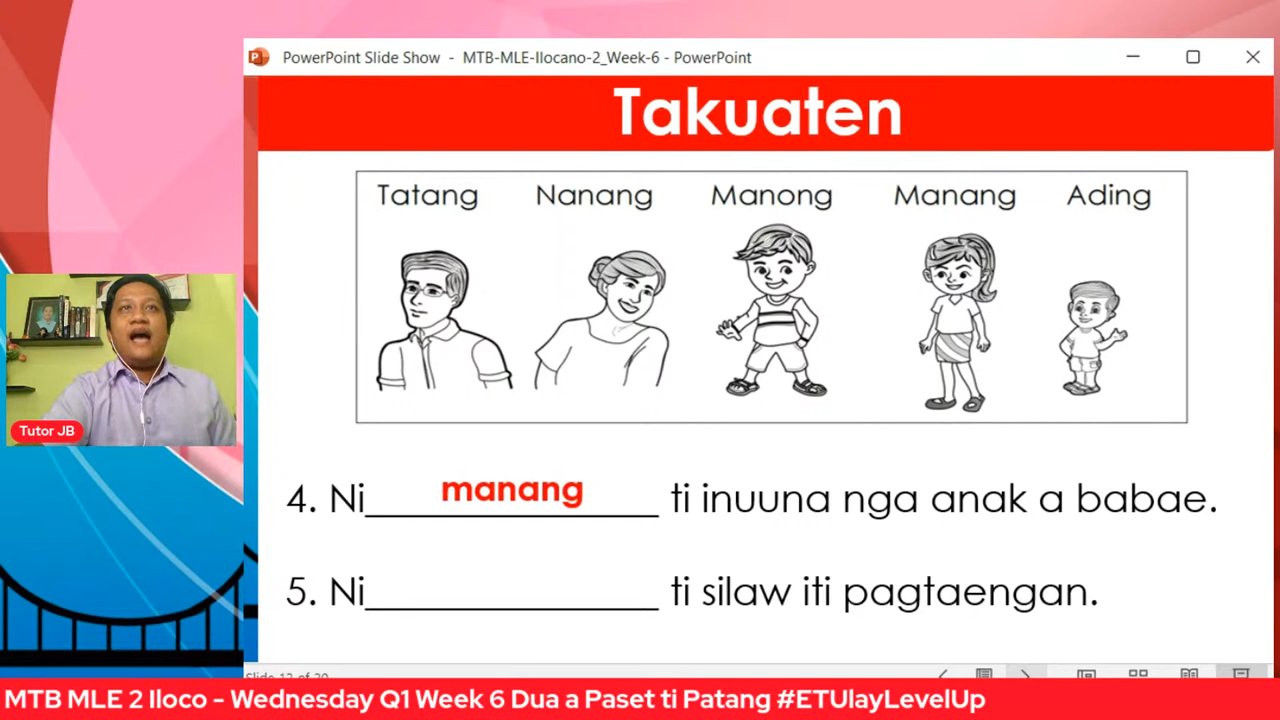 PowerPoint Slide Show - MTB-MLE-Ilocano-2_Week-6 - PowerPoint
Takuaten
Tatang Nanang Manong Manang Ading
4. Ni manang ti inuuna nga anak a babae.
5. Ni______________ ti silaw iti pagtaengan.
Tutor JB
MTB MLE 2 Iloco - Wednesday Q1 Week 6 Dua a Paset ti Patang #ETUlayLevelUp